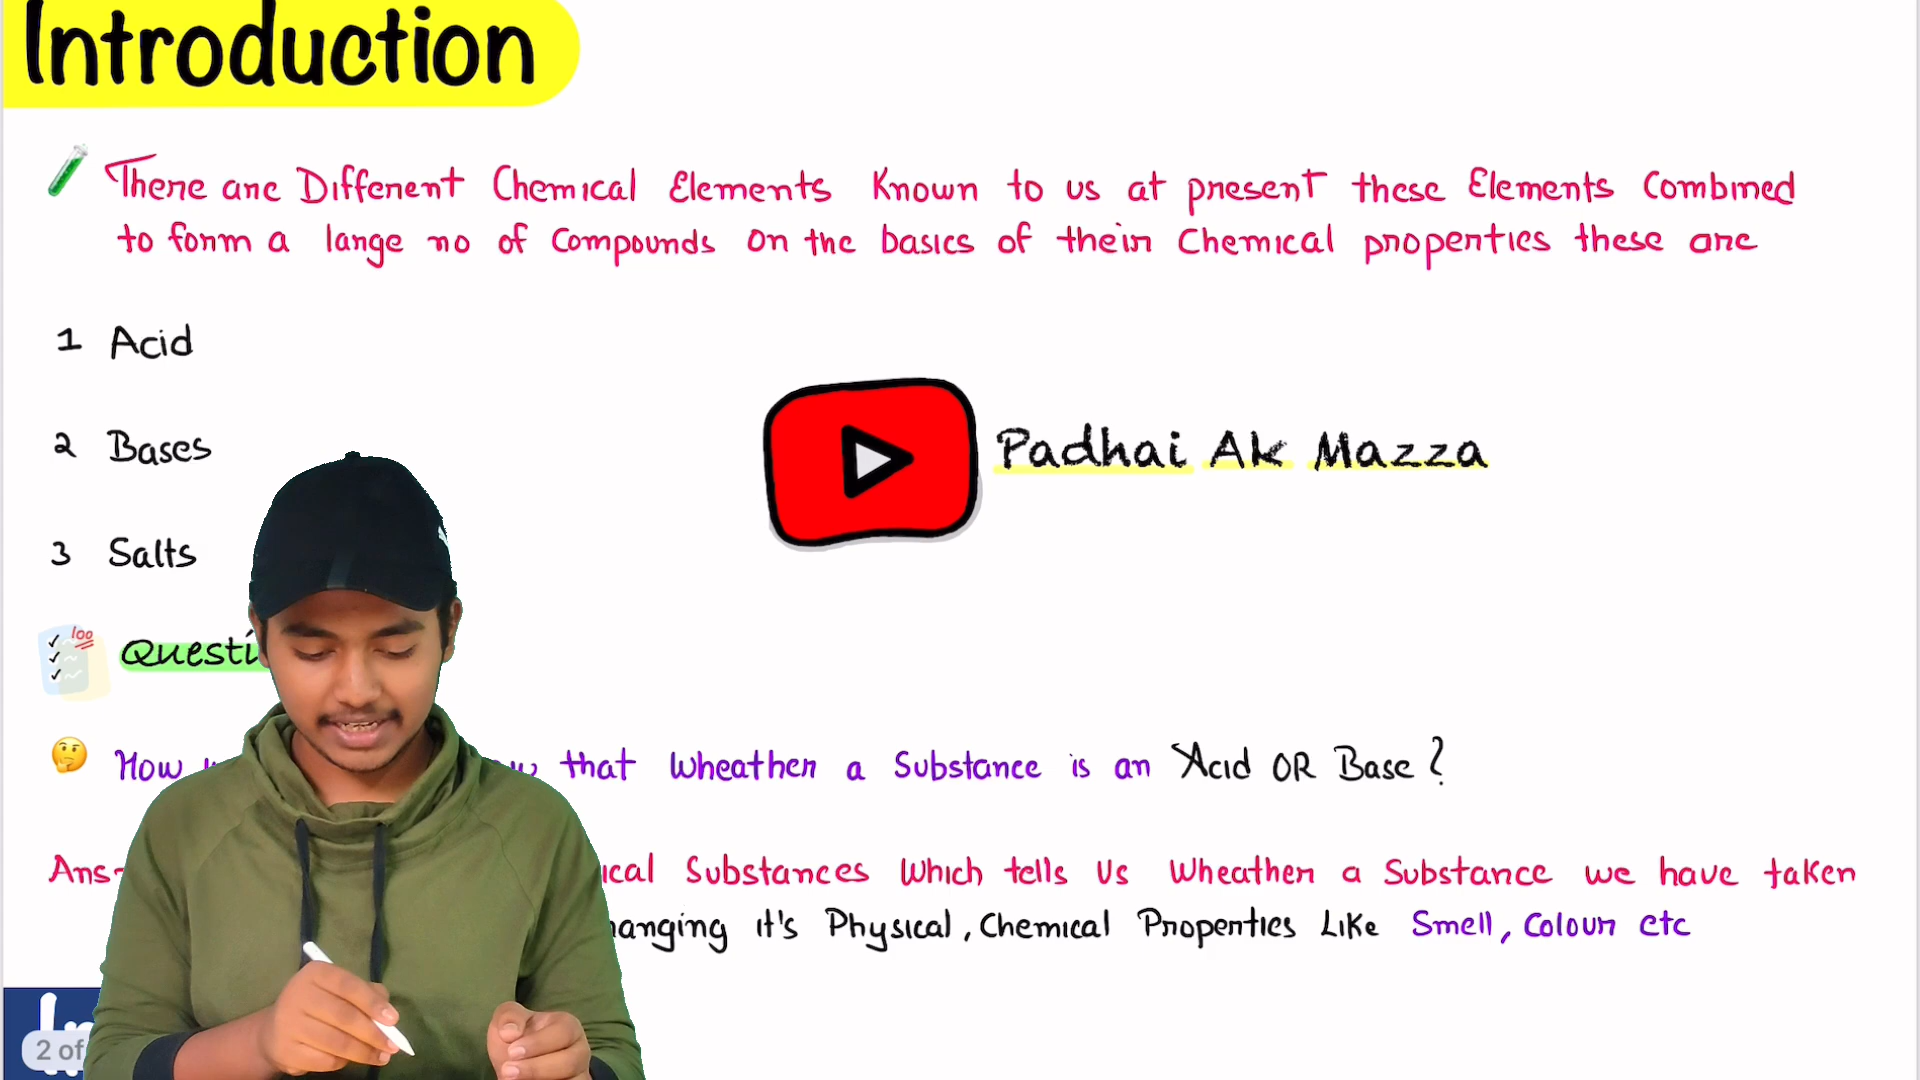 Introduction
There are Different Chemical Elements Known to us at present these Elements Combined
to form a large no of Compounds On the basics of their Chemical properties these are
1 Acid
2 Bases
Padhai Ak Mazza
3 Salts
100
Questi
How that Wheather a Substance is an Acid OR Base ?
Ans- ical Substances Which tells Us Wheather a Substance we have taken
hanging it's Physical, Chemical Properties Like Smell, Colour etc
2 of